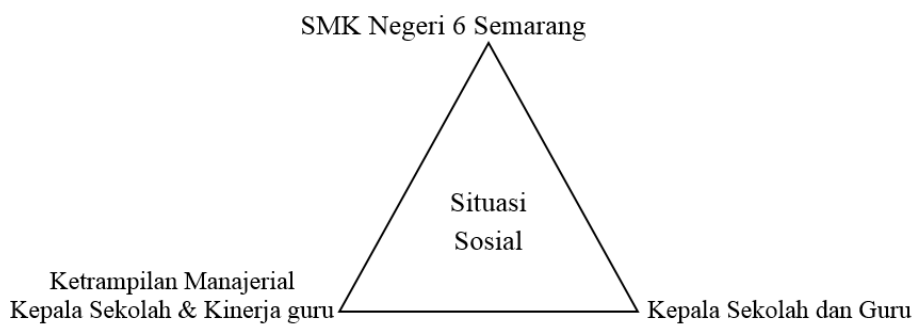 SMK Negeri 6 Semarang
Situasi
Sosial
Ketrampilan Manajerial
Kepala Sekolah & Kinerja guru
Kepala Sekolah dan Guru